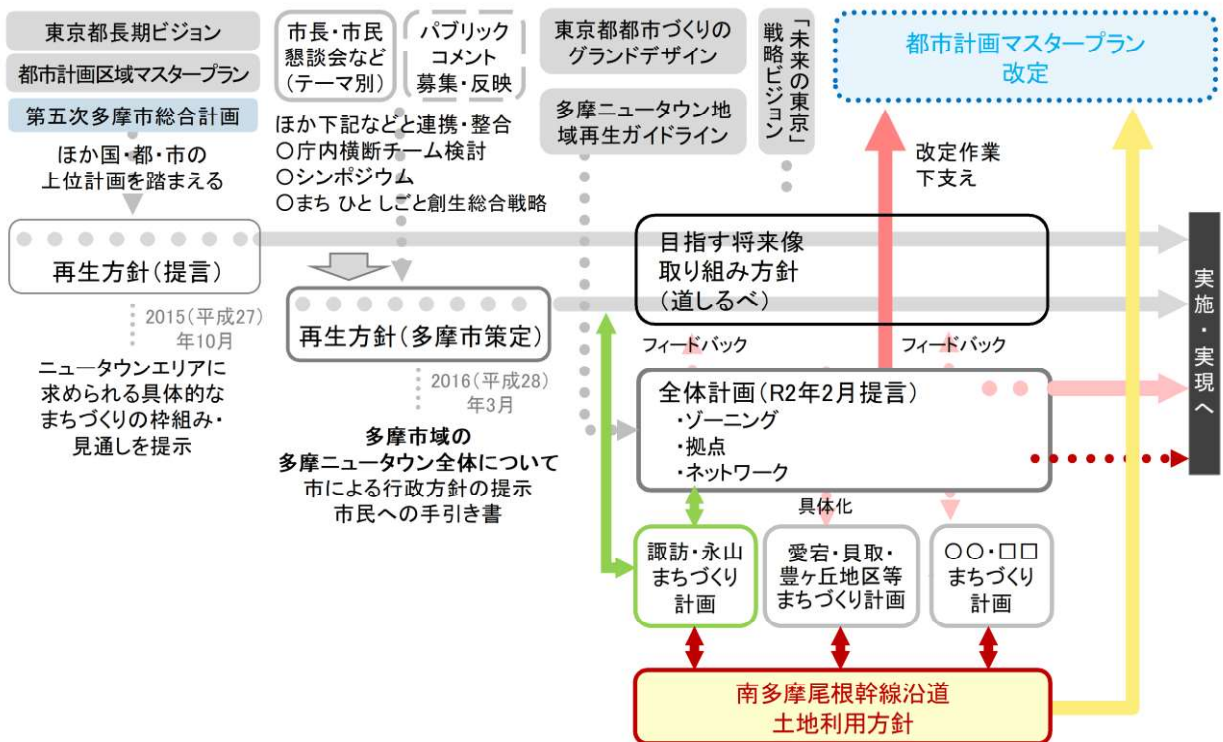 東京都長期ビジョン
都市計画区域マスタープラン
第五次多摩市総合計画
ほか国・都・市の
上位計画を踏まえる
市長・市民
懇談会など
(テーマ別)
パブリック
コメント
募集・反映
ほか下記などと連携・整合
○庁内横断チーム検討
○シンポジウム
○まち ひとしごと創生総合戦略
東京都都市づくりの
グランドデザイン
多摩ニュータウン地
域再生ガイドライン
「未来の東京」
戦略ビジョン
都市計画マスタープラン
改定
改定作業
下支え
再生方針(提言)
2015(平成27)
年10月
ニュータウンエリアに
求められる具体的な
まちづくりの枠組み・
見通しを提示
再生方針(多摩市策定)
2016(平成28)
年3月
多摩市域の
多摩ニュータウン全体について
市による行政方針の提示
市民への手引き書
目指す将来像
取り組み方針
(道しるべ)
フィードバック
フィードバック
全体計画(R2年2月提言)
・ゾーニング
・拠点
・ネットワーク
具体化
諏訪・永山
まちづくり
計画
愛宕・貝取・
豊ヶ丘地区等
まちづくり計画
○○・□□
まちづくり
計画
南多摩尾根幹線沿道
土地利用方針
実施・実現へ